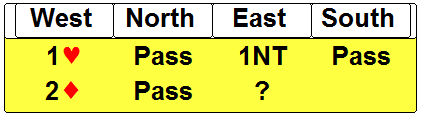 West North East South
1♥ Pass 1NT Pass
2♦ Pass ?